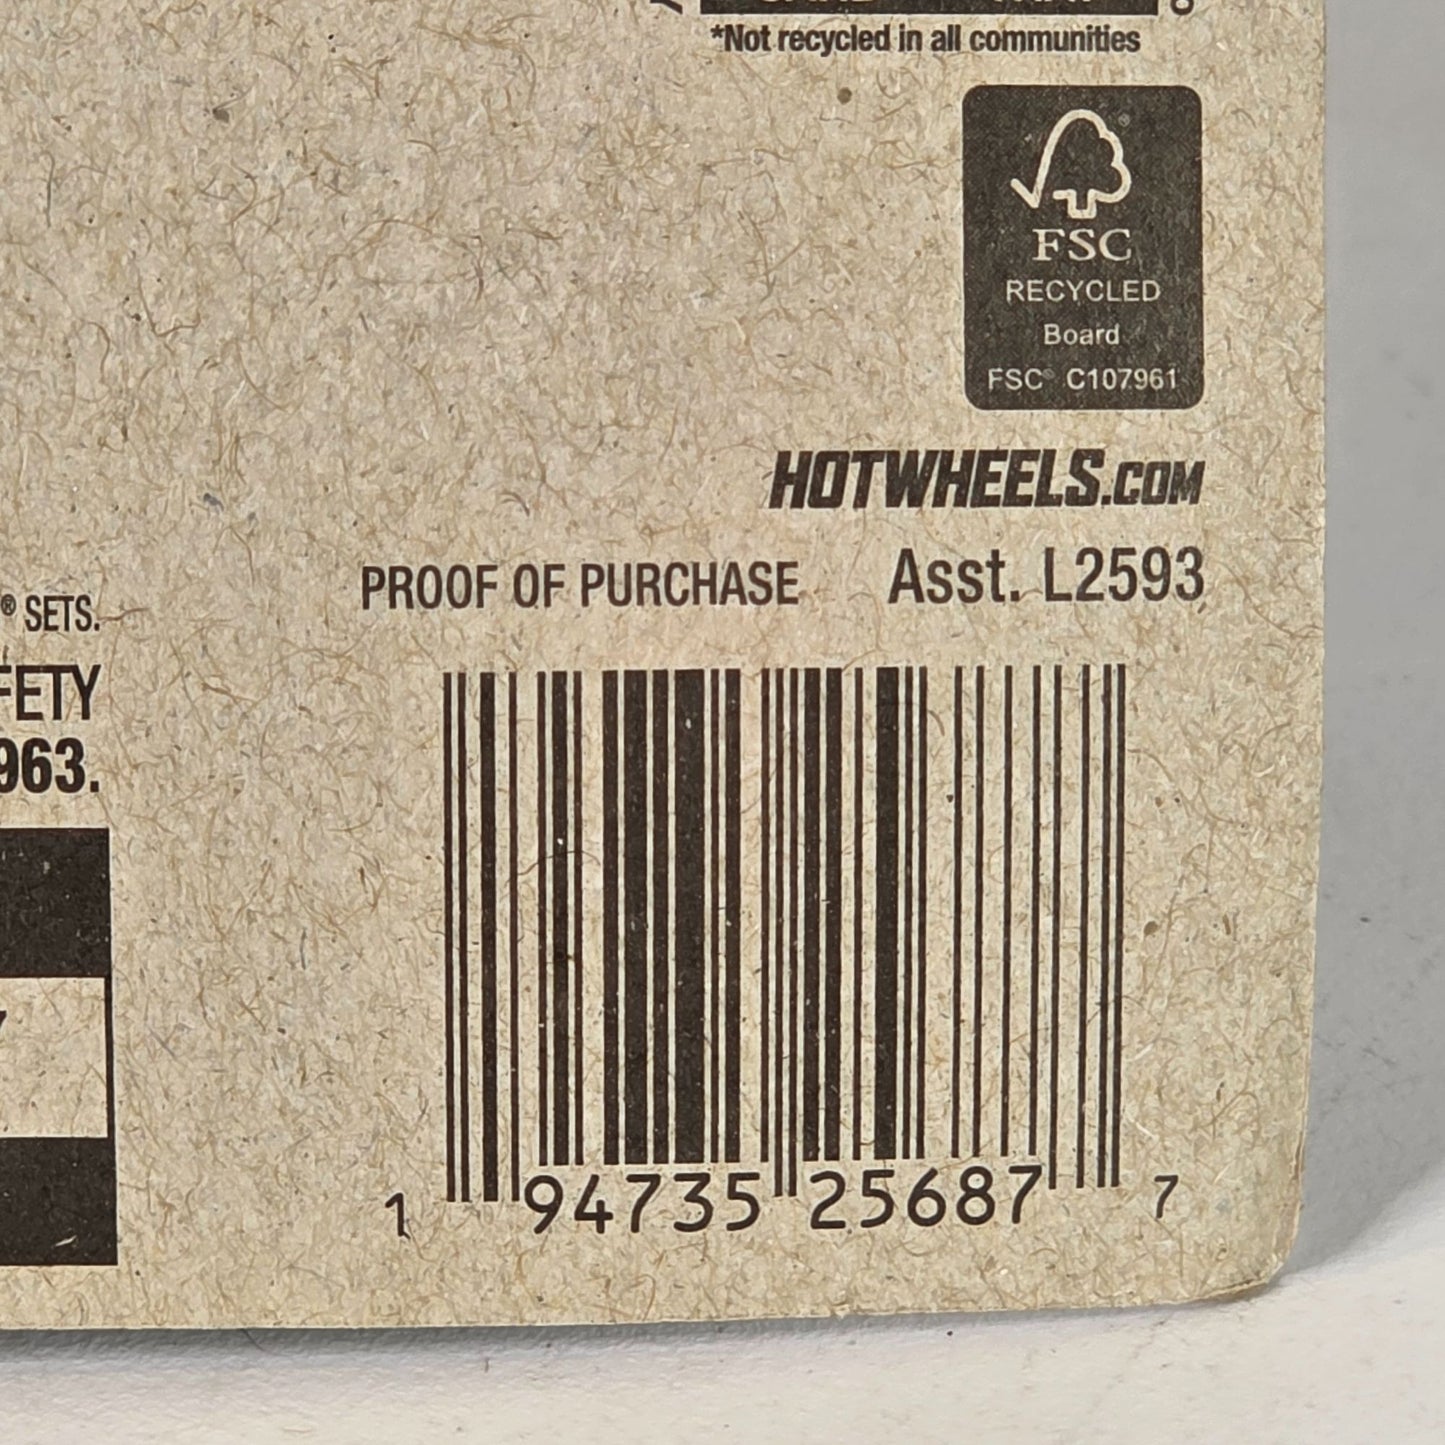 *Not recycled in all communities
FSC
RECYCLED
Board
FSC® C107961
HOTWHEELS.COM
PROOF OF PURCHASE Asst. L2593
® SETS.
FETY
963.
1 94735 25687 7